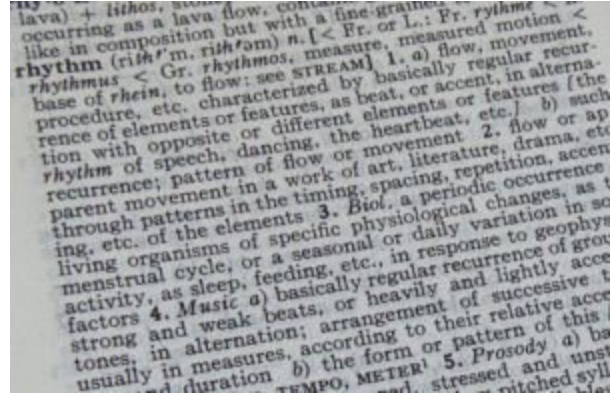 lava) + lithos,
occurring as a lava flow,
like in composition but with a fine-grained
rhythm (rith''m, rith'əm) n. [< Fr. or L.: Fr. rythme <
rhythmus < Gr. rhythmos, measure, measured motion <
base of rhein, to flow: see STREAM] 1. a) flow, movement,
procedure, etc. characterized by basically regular recur-
rence of elements or features, as beat, or accent, in alterna-
tion with opposite or different elements or features [the
rhythm of speech, dancing, the heartbeat, etc.] b) such
recurrence; pattern of flow or movement 2. flow or ap
parent movement in a work of art, literature, drama, etc
through patterns in the timing, spacing, repetition, accen
ing, etc. of the elements 3. Biol. a periodic occurrence
living organisms of specific physiological changes, as
menstrual cycle, or a seasonal or daily variation in so
activity, as sleep, feeding, etc., in response to geophy
factors 4. Music a) basically regular recurrence of grou
strong and weak beats, or heavily and lightly acce
tones, in alternation; arrangement of successive
usually in measures, according to their relative acce
and duration b) the form or pattern of this
TEMPO, METER¹ 5. Prosody a) ba
stressed and uns
pitched syll